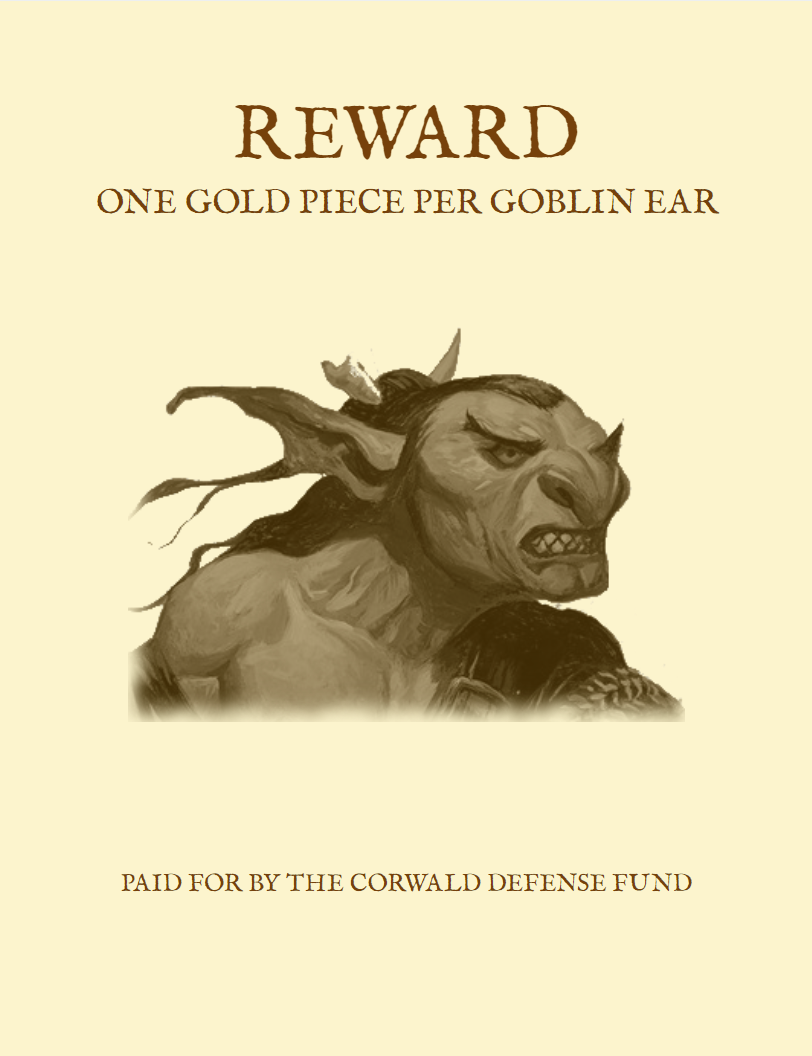 REWARD
ONE GOLD PIECE PER GOBLIN EAR
PAID FOR BY THE CORWALD DEFENSE FUND